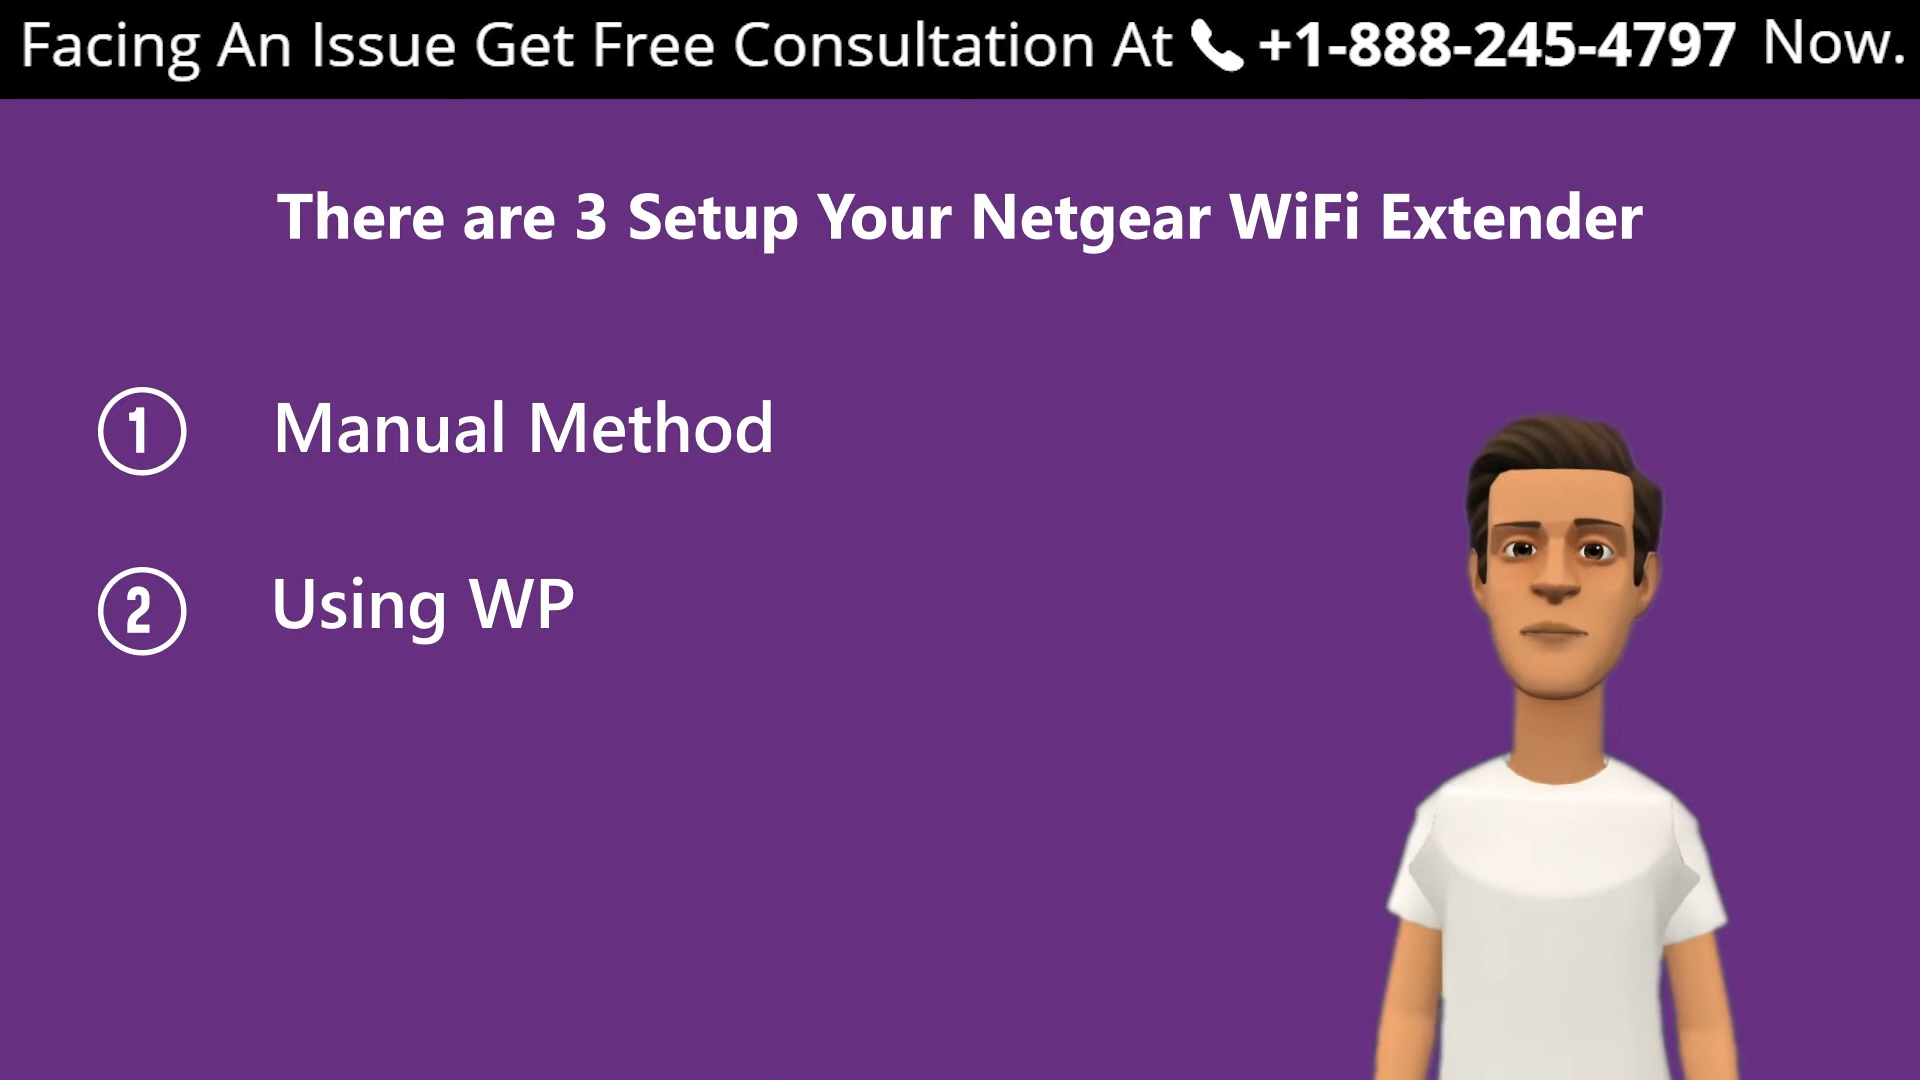 Facing An Issue Get Free Consultation At +1-888-245-4797 Now.
There are 3 Setup Your Netgear WiFi Extender
1 Manual Method
2 Using WP